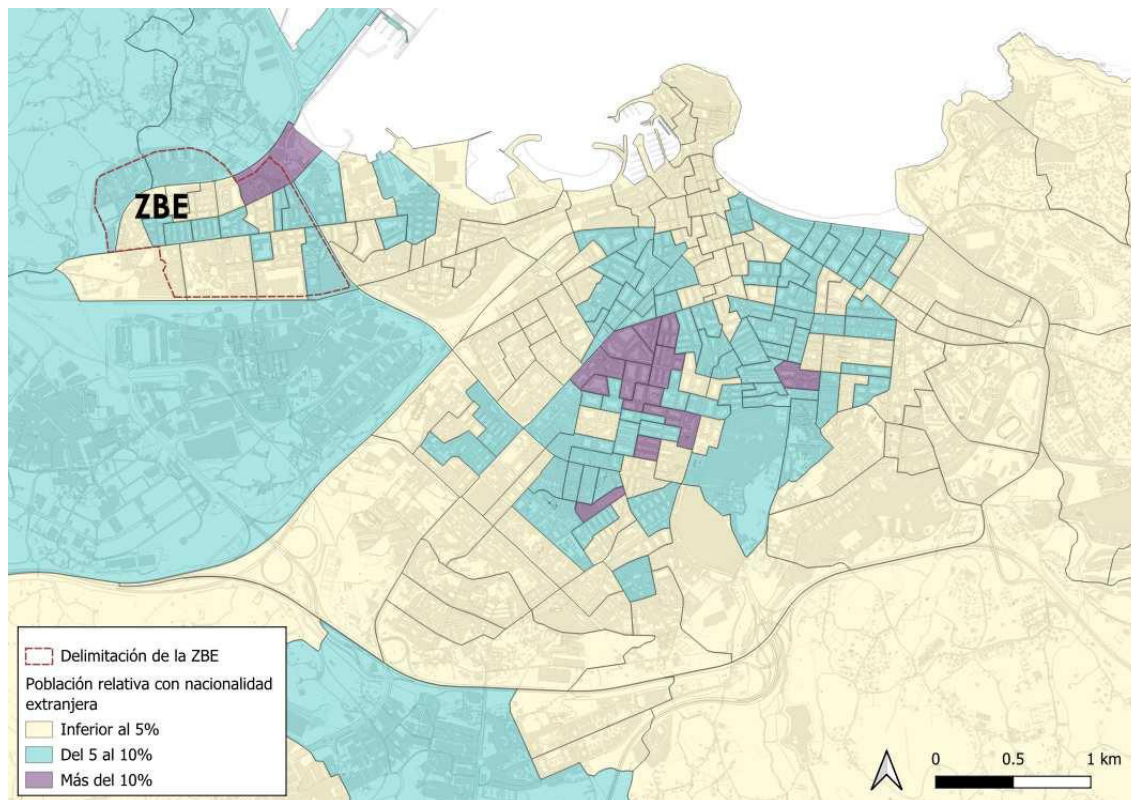 ZBE
Delimitación de la ZBE
Población relativa con nacionalidad
extranjera
Inferior al 5%
Del 5 al 10%
Más del 10%
0 0.5 1 km